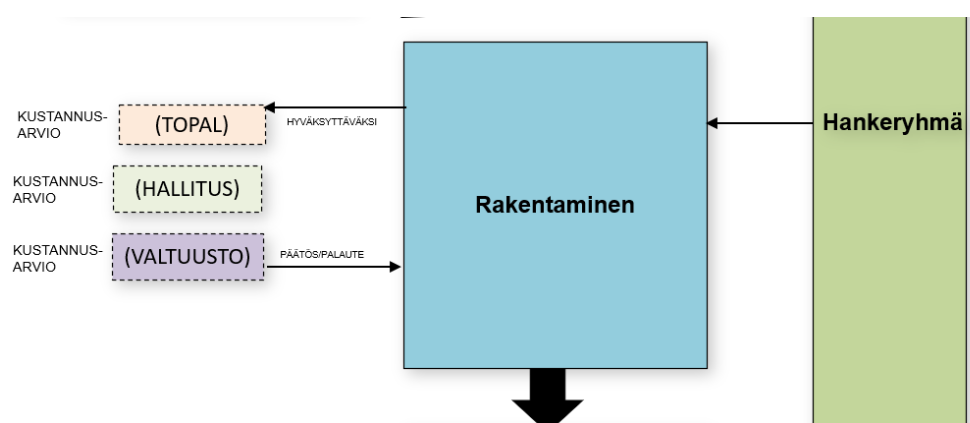 KUSTANNUS-
ARVIO
(TOPAL)
HYVÄKSYTTÄVÄKSI
Hankeryhmä
KUSTANNUS-
ARVIO
(HALLITUS)
Rakentaminen
KUSTANNUS-
ARVIO
(VALTUUSTO)
PÄÄTÖS/PALAUTE